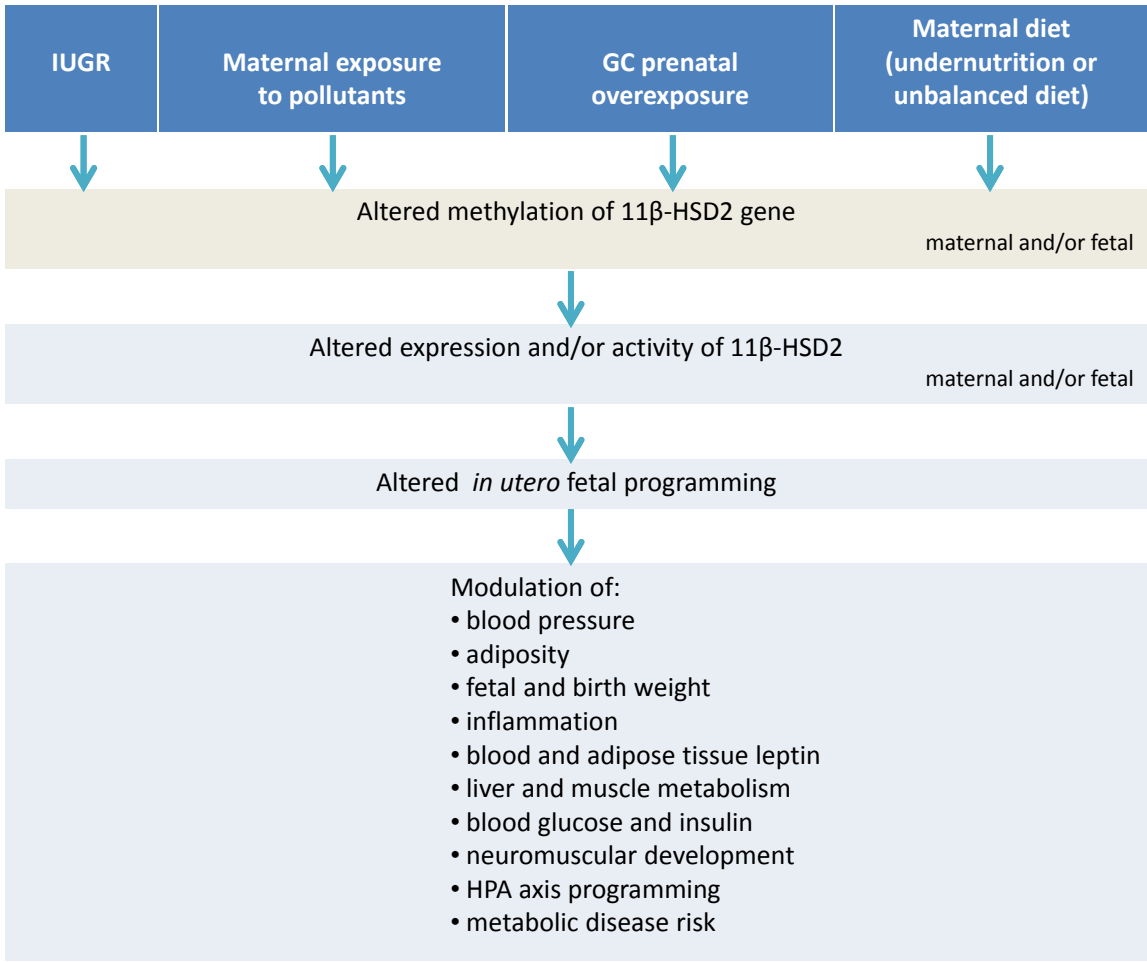 IUGR
Maternal exposure
to pollutants
GC prenatal
overexposure
Maternal diet
(undernutrition or
unbalanced diet)
Altered methylation of 11β-HSD2 gene
maternal and/or fetal
Altered expression and/or activity of 11β-HSD2
maternal and/or fetal
Altered in utero fetal programming
Modulation of:
• blood pressure
• adiposity
• fetal and birth weight
• inflammation
• blood and adipose tissue leptin
• liver and muscle metabolism
• blood glucose and insulin
• neuromuscular development
• HPA axis programming
• metabolic disease risk